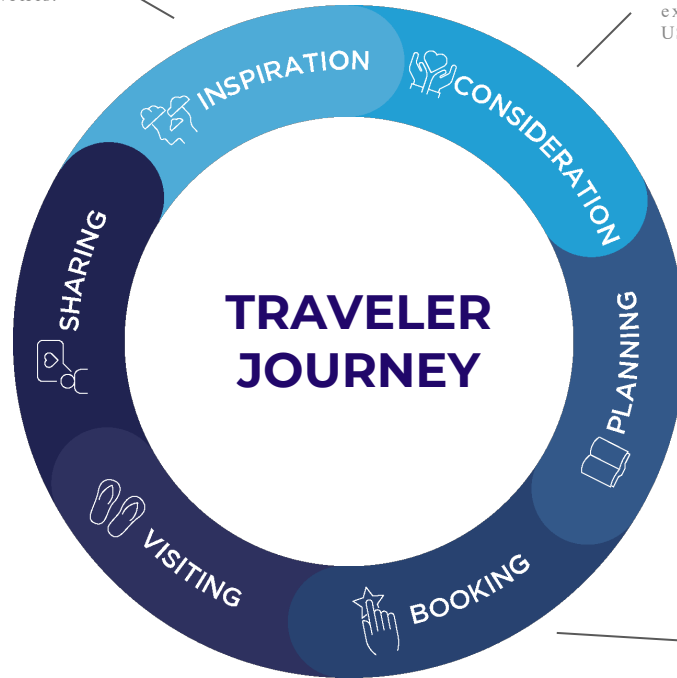 INSPIRATION
CONSIDERATION
PLANNING
BOOKING
VISITING
SHARING
TRAVELER
JOURNEY